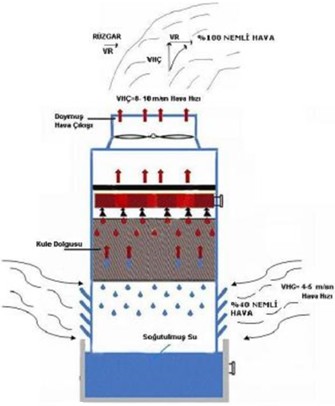 RÜZGAR
VR
VR
%100 NEMLİ HAVA
VHÇ
VHÇ=8- 10 m/sn Hava Hızı
Doymuş
Hava Çıkışı
Kule Dolgusu
VHG= 4-5 m/sn
Hava Hızı
%40 NEMLİ
HAVA
Soğutulmuş Su